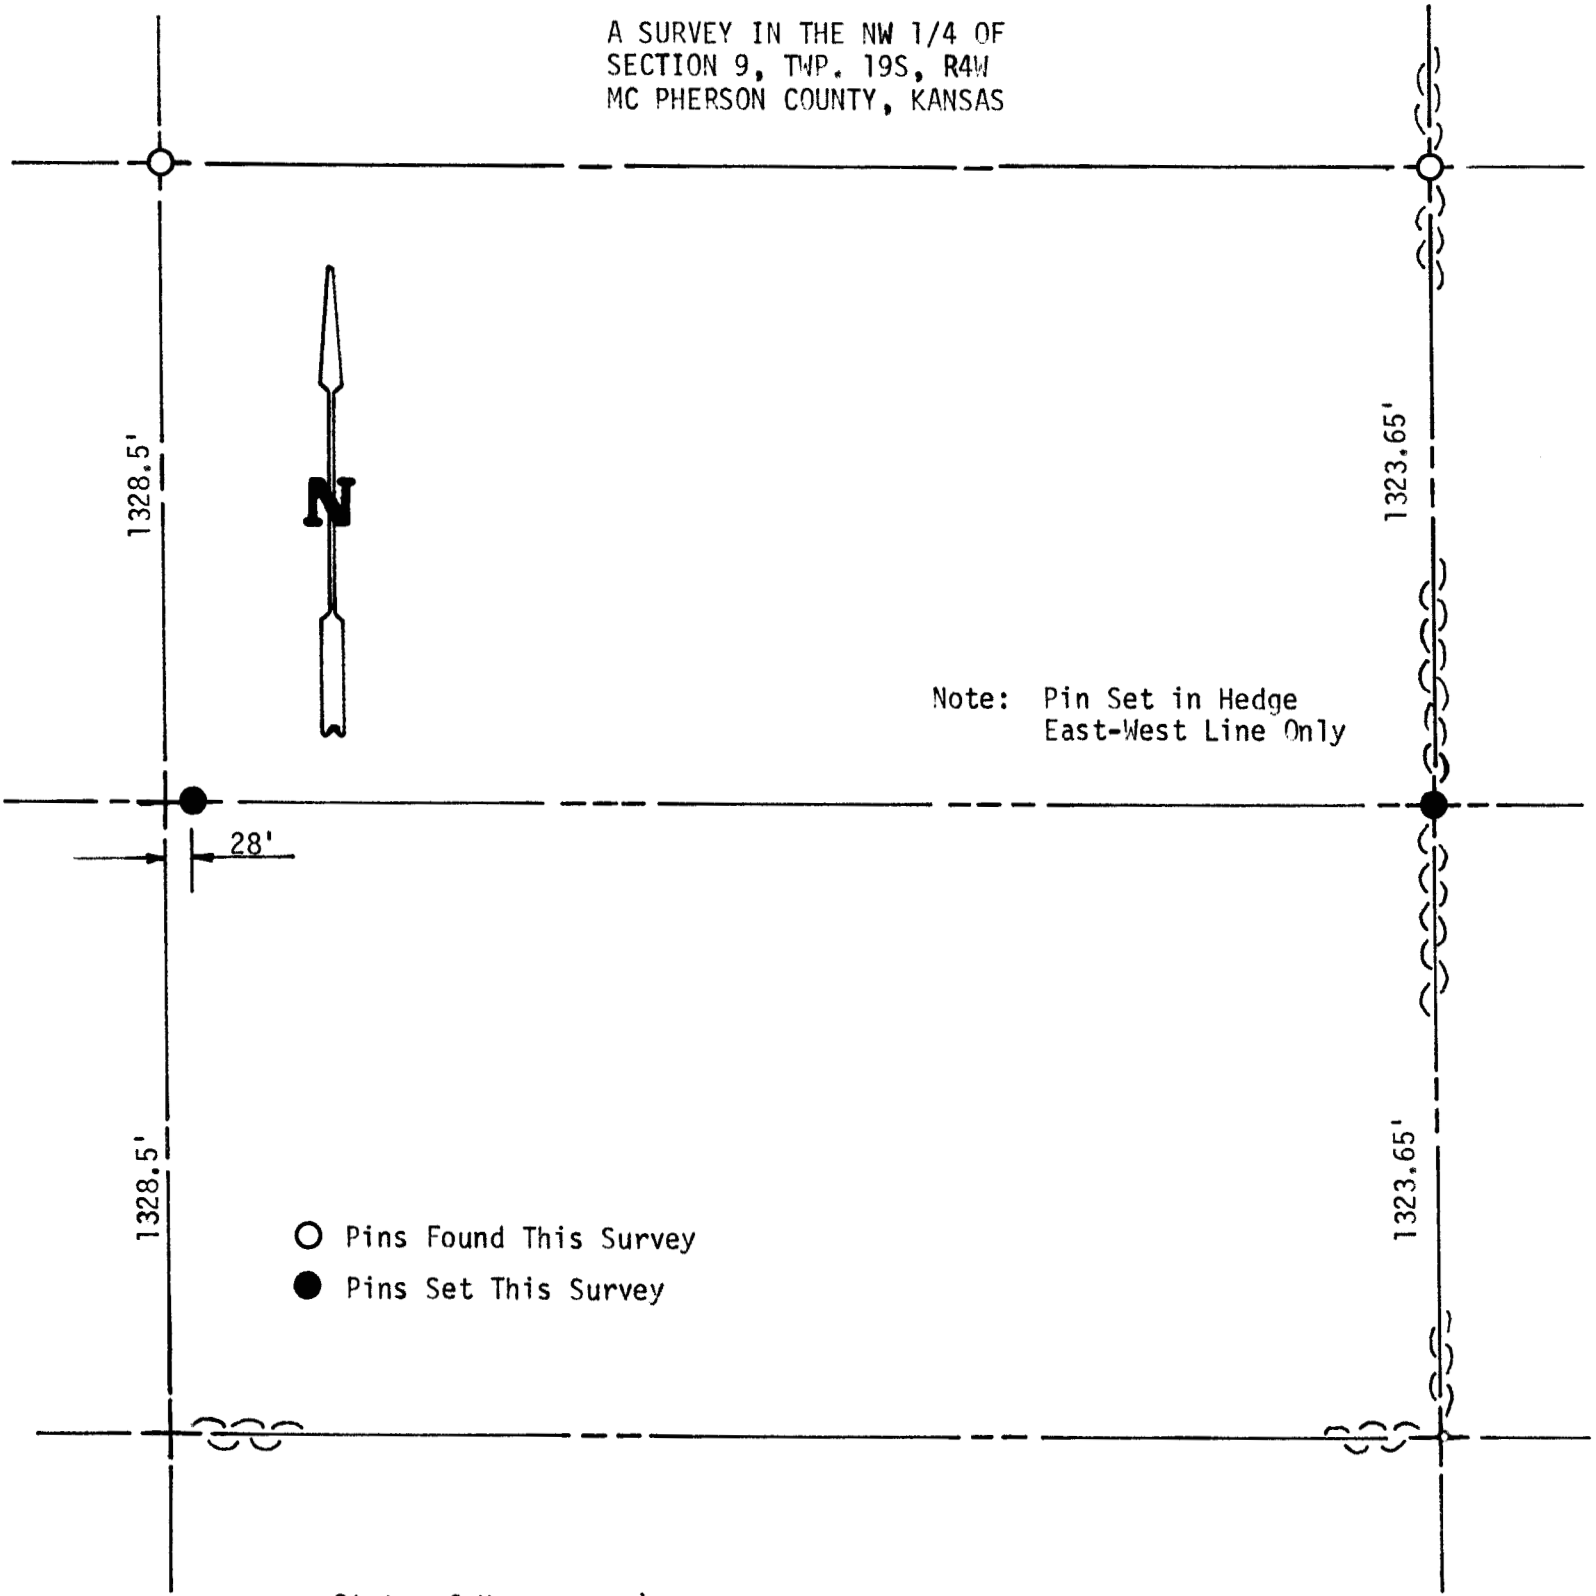 A SURVEY IN THE NW 1/4 OF
SECTION 9, TWP. 19S, R4W
MC PHERSON COUNTY, KANSAS
1328.5'
1323.65'
N
Note: Pin Set in Hedge
East-West Line Only
28'
1328.5'
1323.65'
Pins Found This Survey
Pins Set This Survey